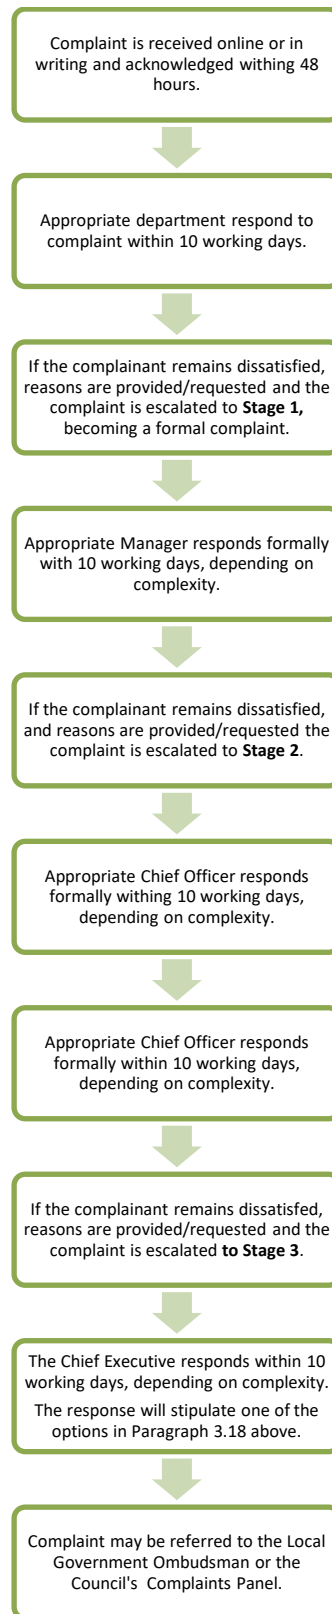 Complaint is received online or in
writing and acknowledged withing 48
hours.
Appropriate department respond to
complaint within 10 working days.
If the complainant remains dissatisfied,
reasons are provided/requested and the
complaint is escalated to Stage 1,
becoming a formal complaint.
Appropriate Manager responds formally
with 10 working days, depending on
complexity.
If the complainant remains dissatisfied,
and reasons are provided/requested the
complaint is escalated to Stage 2.
Appropriate Chief Officer responds
formally withing 10 working days,
depending on complexity.
Appropriate Chief Officer responds
formally within 10 working days,
depending on complexity.
If the complainant remains dissatisfed,
reasons are provided/requested and the
complaint is escalated to Stage 3.
The Chief Executive responds within 10
working days, depending on complexity.
The response will stipulate one of the
options in Paragraph 3.18 above.
Complaint may be referred to the Local
Government Ombudsman or the
Council's Complaints Panel.